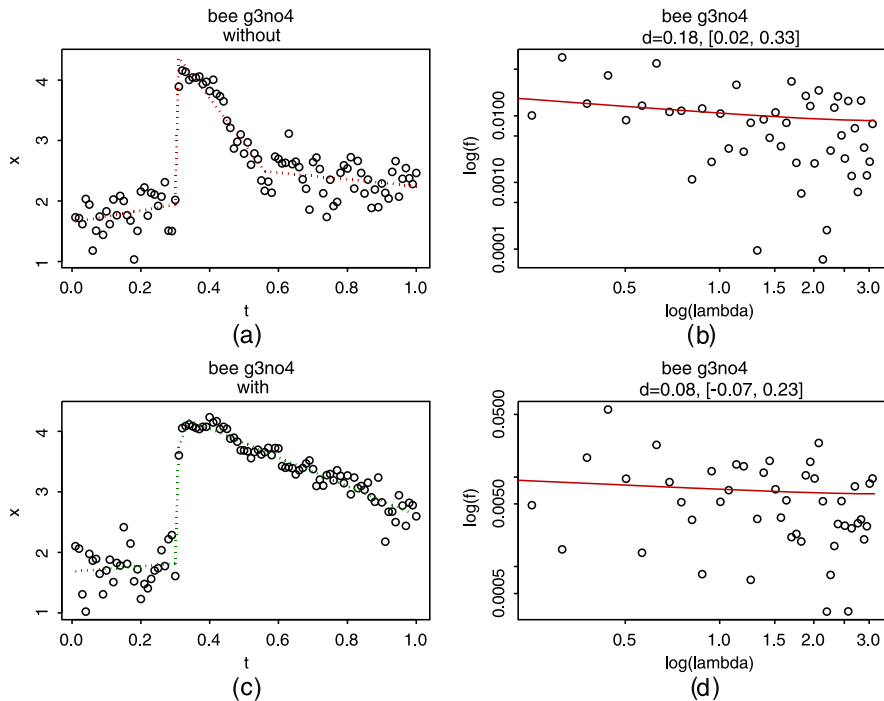 bee g3no4
without
x
4
3
2
1
0.0 0.2 0.4 0.6 0.8 1.0
t
(a)
bee g3no4
d=0.18, [0.02, 0.33]
log(f)
0.0100
0.0010
0.0001
0.5 1.0 1.5 2.0 3.0
log(lambda)
(b)
bee g3no4
with
x
4
3
2
1
0.0 0.2 0.4 0.6 0.8 1.0
t
(c)
bee g3no4
d=0.08, [-0.07, 0.23]
log(f)
0.0500
0.0050
0.0005
0.5 1.0 1.5 2.0 3.0
log(lambda)
(d)